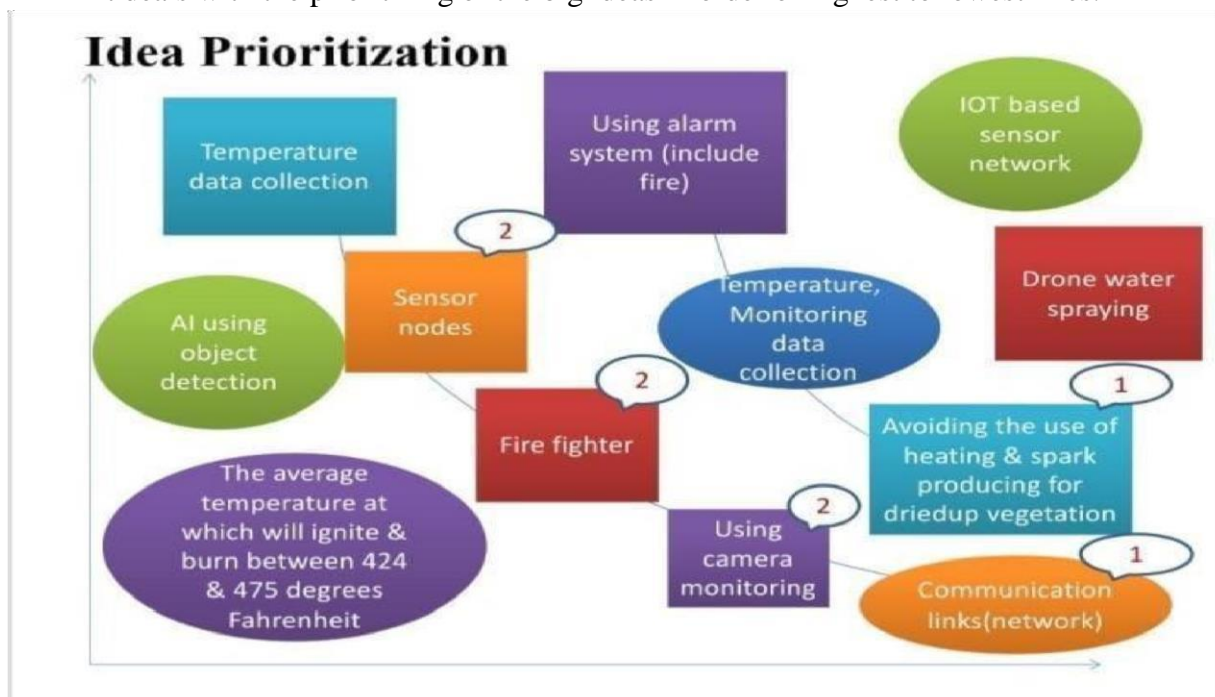 Idea Prioritization
Temperature
data collection
Using alarm
system (include
fire)
IOT based
sensor
network
2
Sensor
nodes
Temperature,
Monitoring
data
collection
Drone water
spraying
AI using
object
detection
2
Fire fighter
1
Avoiding the use of
heating & spark
producing for
driedup vegetation
The average
temperature at
which will ignite &
burn between 424
& 475 degrees
Fahrenheit
2
Using
camera
monitoring
1
Communication
links(network)